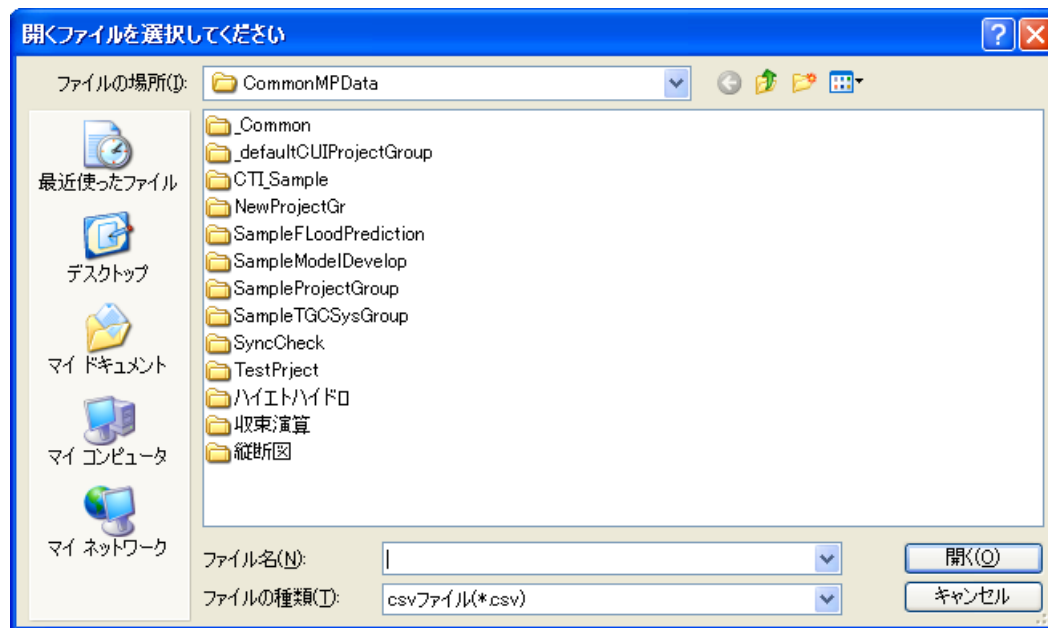 開くファイルを選択してください
ファイルの場所(I):
CommonMPData
最近使ったファイル
デスクトップ
マイ ドキュメント
マイ コンピュータ
マイ ネットワーク
_Common
_defaultCUIProjectGroup
CTI_Sample
NewProjectGr
SampleFLoodPrediction
SampleModelDevelop
SampleProjectGroup
SampleTGCSysGroup
SyncCheck
TestPrject
ハイエトハイドロ
収束演算
縦断図
ファイル名(N):
開く(O)
ファイルの種類(T):
csvファイル(*.csv)
キャンセル